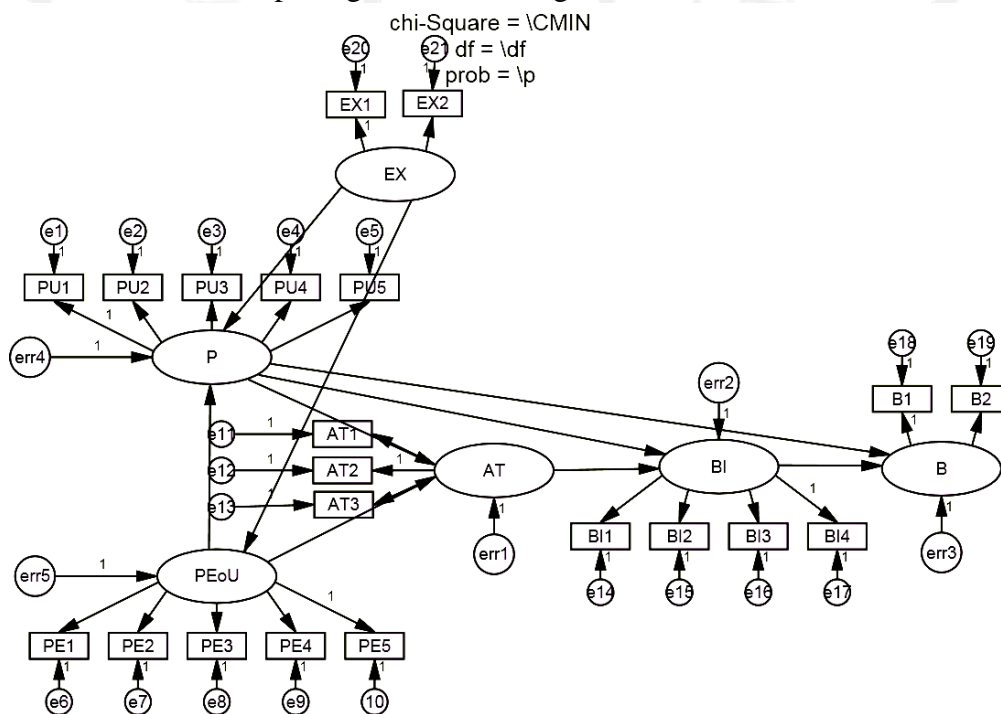 chi-Square = \CMIN
e20 e21 df = \df
1 1 prob = \p
EX1 EX2
1
EX
e1 e2 e3 e4 e5
1 1 1 1 1
PU1 PU2 PU3 PU4 PU5
1
err4 1 P
e18 e19
1 1
err2 B1 B2
1 1
e11 1 AT1
e12 1 AT2 1 AT BI B
e13 1 AT3
1 1 1
BI1 BI2 BI3 BI4
err1 1 1 1 1 err3
e14 e15 e16 e17
err5 1 PEoU
1
PE1 PE2 PE3 PE4 PE5
1 1 1 1 1
e6 e7 e8 e9 10